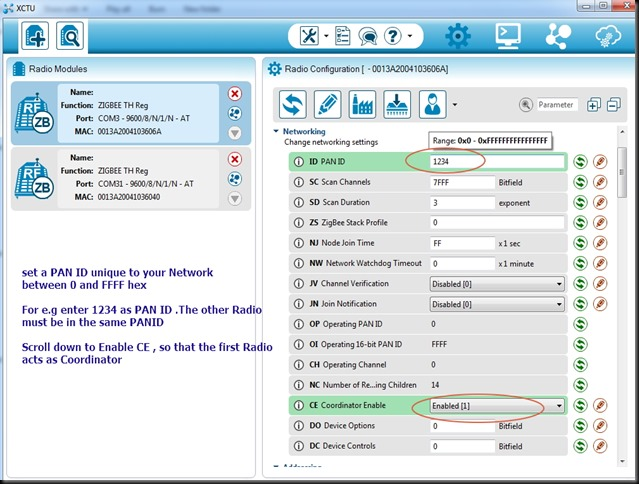 XCTU
Radio Modules
Name:
Function: ZIGBEE TH Reg
Port: COM3 - 9600/8/N/1/N - AT
MAC: 0013A2004103606A
RF
ZB
Name:
Function: ZIGBEE TH Reg
Port: COM31 - 9600/8/N/1/N - AT
MAC: 0013A20041036040
RF
ZB
set a PAN ID unique to your Network
between 0 and FFFF hex
For e.g enter 1234 as PAN ID .The other Radio
must be in the same PANID
Scroll down to Enable CE , so that the first Radio
acts as Coordinator
Radio Configuration [ - 0013A2004103606A]
Parameter
Networking
Change networking settings
Range: 0x0 - 0xFFFFFFFFFFFFFFFF
ID PAN ID 1234
SC Scan Channels 7FFF Bitfield
SD Scan Duration 3 exponent
ZS ZigBee Stack Profile 0
NJ Node Join Time FF x 1 sec
NW Network Watchdog Timeout 0 x 1 minute
JV Channel Verification Disabled [0]
JN Join Notification Disabled [0]
OP Operating PAN ID 0
OI Operating 16-bit PAN ID FFFF
CH Operating Channel 0
NC Number of Re...ing Children 14
CE Coordinator Enable Enabled [1]
DO Device Options 0 Bitfield
DC Device Controls 0 Bitfield